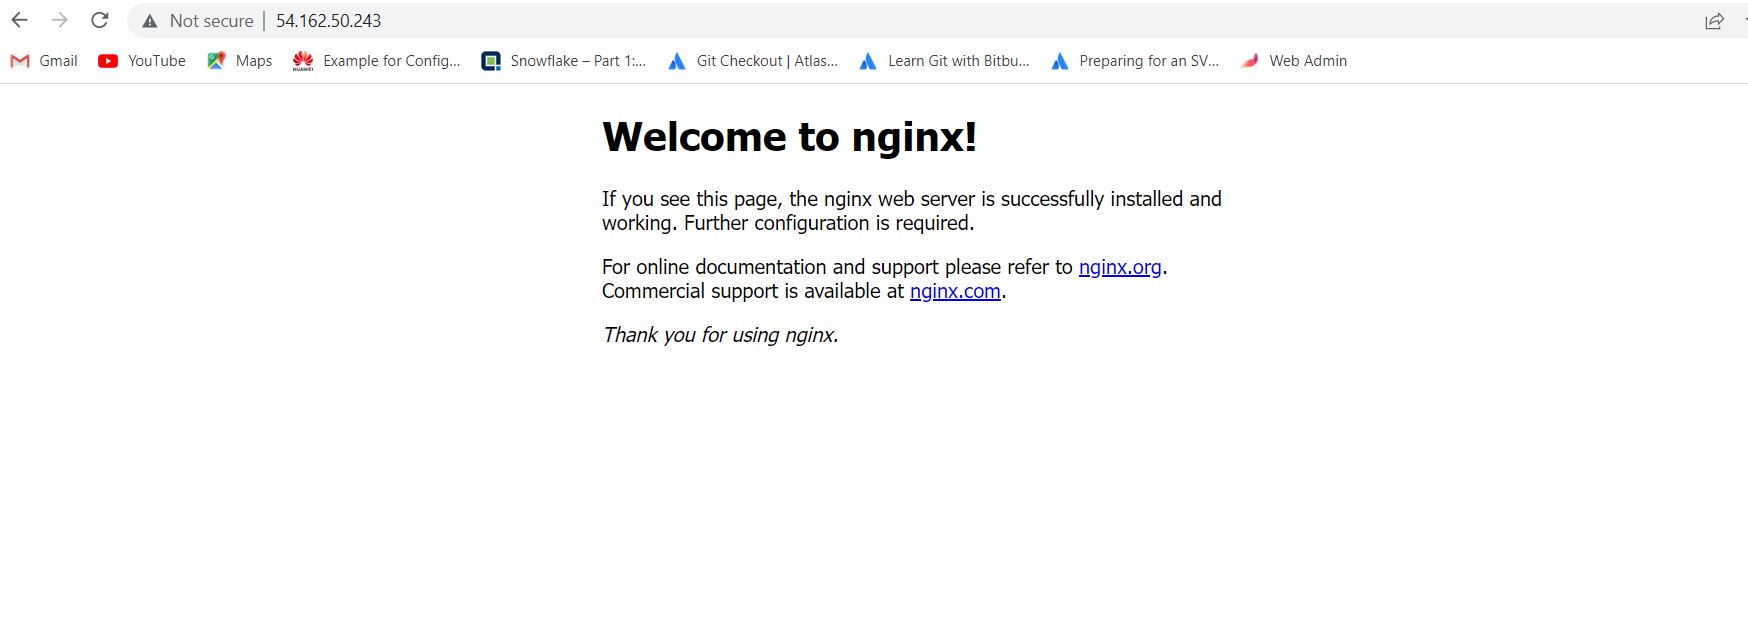 Not secure | 54.162.50.243
Gmail YouTube Maps Example for Config... Snowflake – Part 1:... Git Checkout | Atlas... Learn Git with Bitbu... Preparing for an SV... Web Admin
Welcome to nginx!
If you see this page, the nginx web server is successfully installed and
working. Further configuration is required.
For online documentation and support please refer to nginx.org.
Commercial support is available at nginx.com.
Thank you for using nginx.